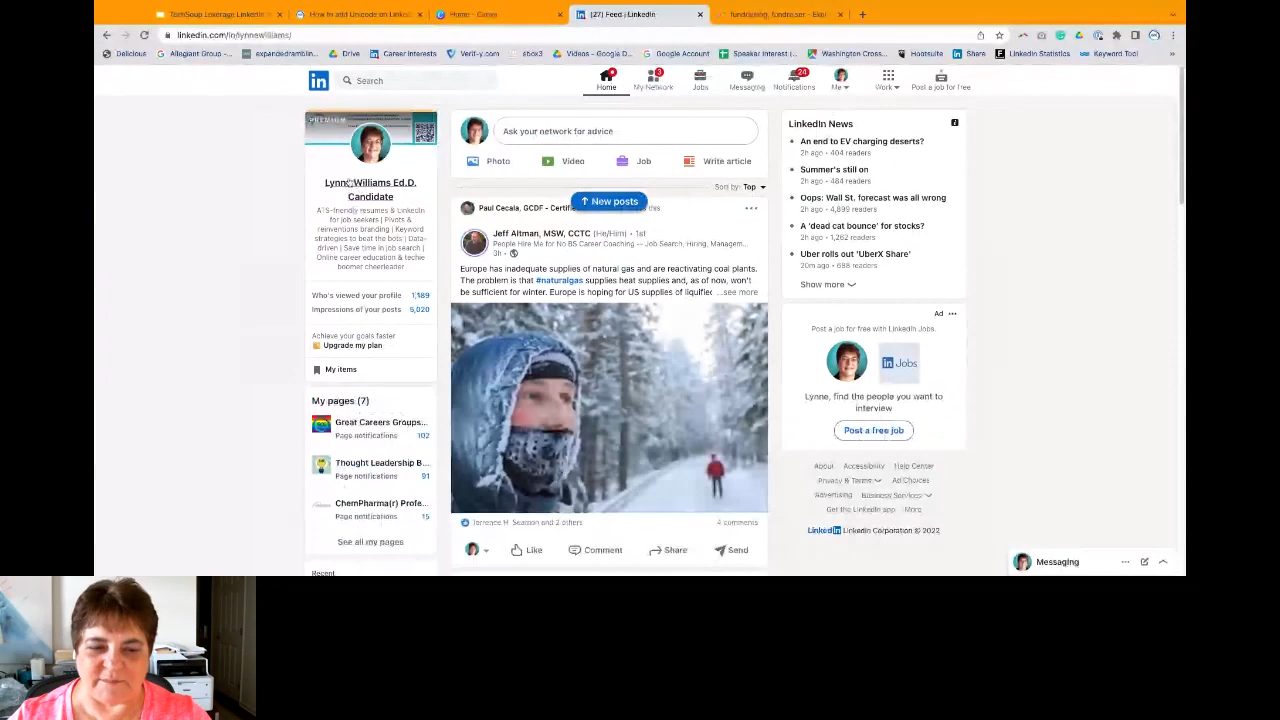 TechSoup Leverage LinkedIn
How to add Unicode on LinkedI
Home - Canva
(27) Feed | LinkedIn
fundraising, fundraiser - Ekol
linkedin.com/in/lynnewilliams/
Delicious
Allegiant Group -...
expandedramblin...
Drive
Career Interests
Verif-y.com
sbox3
Videos - Google D...
Google Account
Speaker Interest (...
Washington Cross...
Hootsuite
Share
LinkedIn Statistics
Keyword Tool
in
Search
Home
3
My Network
Jobs
Messaging
24
Notifications
Me
Work
Post a job for free
PREMIUM
Lynne Williams Ed.D.
Candidate
ATS-friendly resumes & LinkedIn
for job seekers | Pivots &
reinventions branding | Keyword
strategies to beat the bots | Data-
driven | Save time in job search |
Online career education & techie
boomer cheerleader
Who's viewed your profile 1,189
Impressions of your posts 5,020
Achieve your goals faster
Upgrade my plan
My items
My pages (7)
Great Careers Groups...
Page notifications 102
Thought Leadership B...
Page notifications 91
ChemPharma(r) Profe...
Page notifications 15
See all my pages
Recent
Ask your network for advice
Photo
Video
Job
Write article
Sort by: Top
↑ New posts
Paul Cecala, GCDF - Certifi
this
Jeff Altman, MSW, CCTC (He/Him) • 1st
People Hire Me for No BS Career Coaching -- Job Search, Hiring, Managem...
3h •
Europe has inadequate supplies of natural gas and are reactivating coal plants.
The problem is that #naturalgas supplies heat supplies and, as of now, won't
be sufficient for winter. Europe is hoping for US supplies of liquified ...see more
Terrence H. Seamon and 2 others
4 comments
Like
Comment
Share
Send
LinkedIn News
An end to EV charging deserts?
2h ago • 404 readers
Summer's still on
2h ago • 484 readers
Oops: Wall St. forecast was all wrong
2h ago • 4,899 readers
A 'dead cat bounce' for stocks?
2h ago • 1,262 readers
Uber rolls out 'UberX Share'
20m ago • 698 readers
Show more
Ad
Post a job for free with LinkedIn Jobs.
in Jobs
Lynne, find the people you want to
interview
Post a free job
About Accessibility Help Center
Privacy & Terms Ad Choices
Advertising Business Services
Get the LinkedIn app More
LinkedIn LinkedIn Corporation © 2022
Messaging